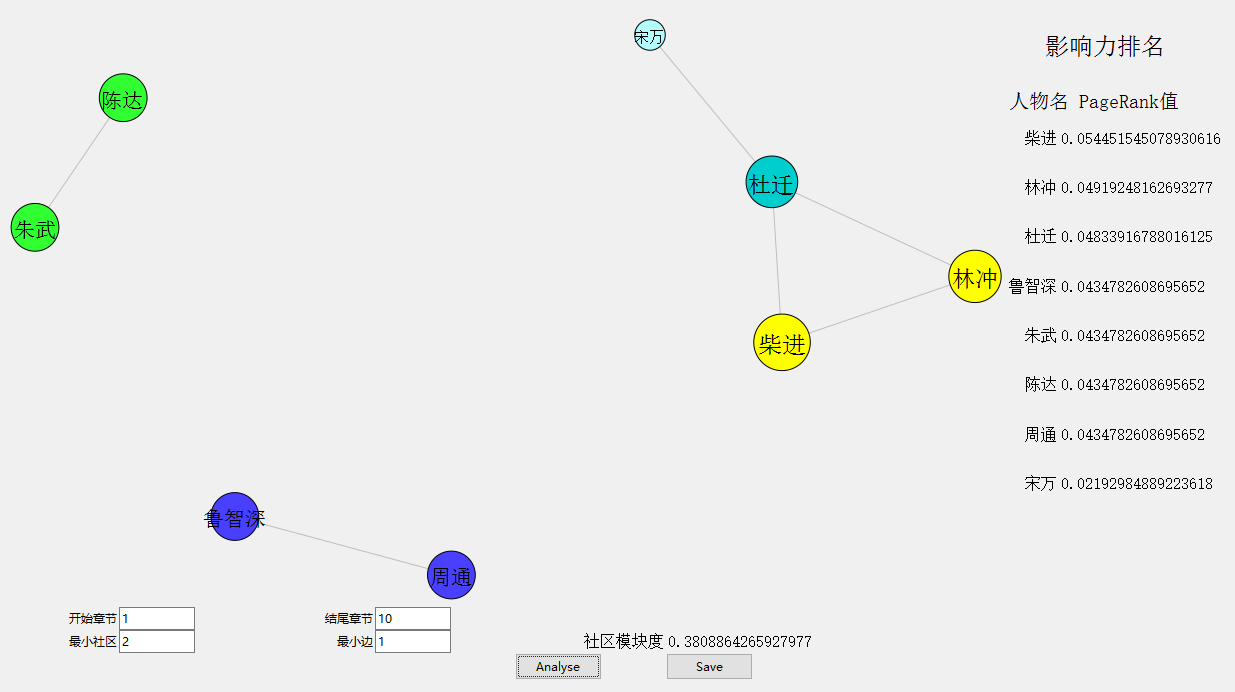 宋万
陈达
杜迁
朱武
林冲
柴进
鲁智深
周通
影响力排名
人物名 PageRank值
柴进 0.054451545078930616
林冲 0.04919248162693277
杜迁 0.04833916788016125
鲁智深 0.0434782608695652
朱武 0.0434782608695652
陈达 0.0434782608695652
周通 0.0434782608695652
宋万 0.02192984889223618
开始章节 1 结尾章节 10
最小社区 2 最小边 1
社区模块度 0.3808864265927977
Analyse Save